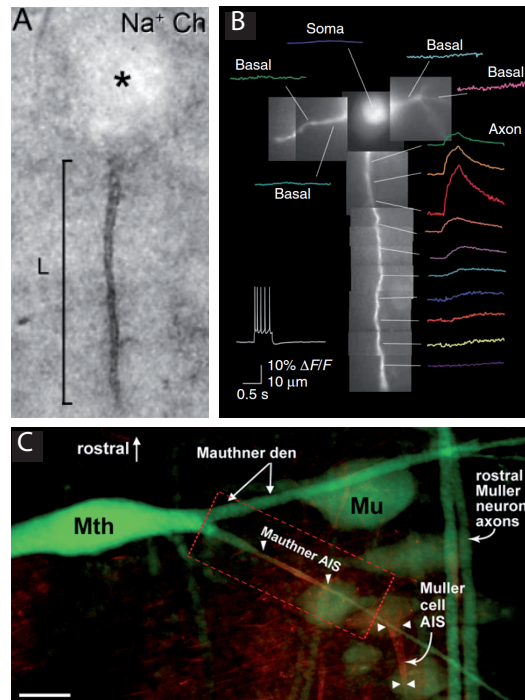 A
Na⁺ Ch
*
L
B
Soma
Basal
Basal
Basal
Basal
Axon
10% ΔF/F
10 μm
0.5 s
C
rostral
Mauthner den
Mth
Mu
rostral
Muller
neuron
axons
Mauthner AIS
Muller
cell
AIS